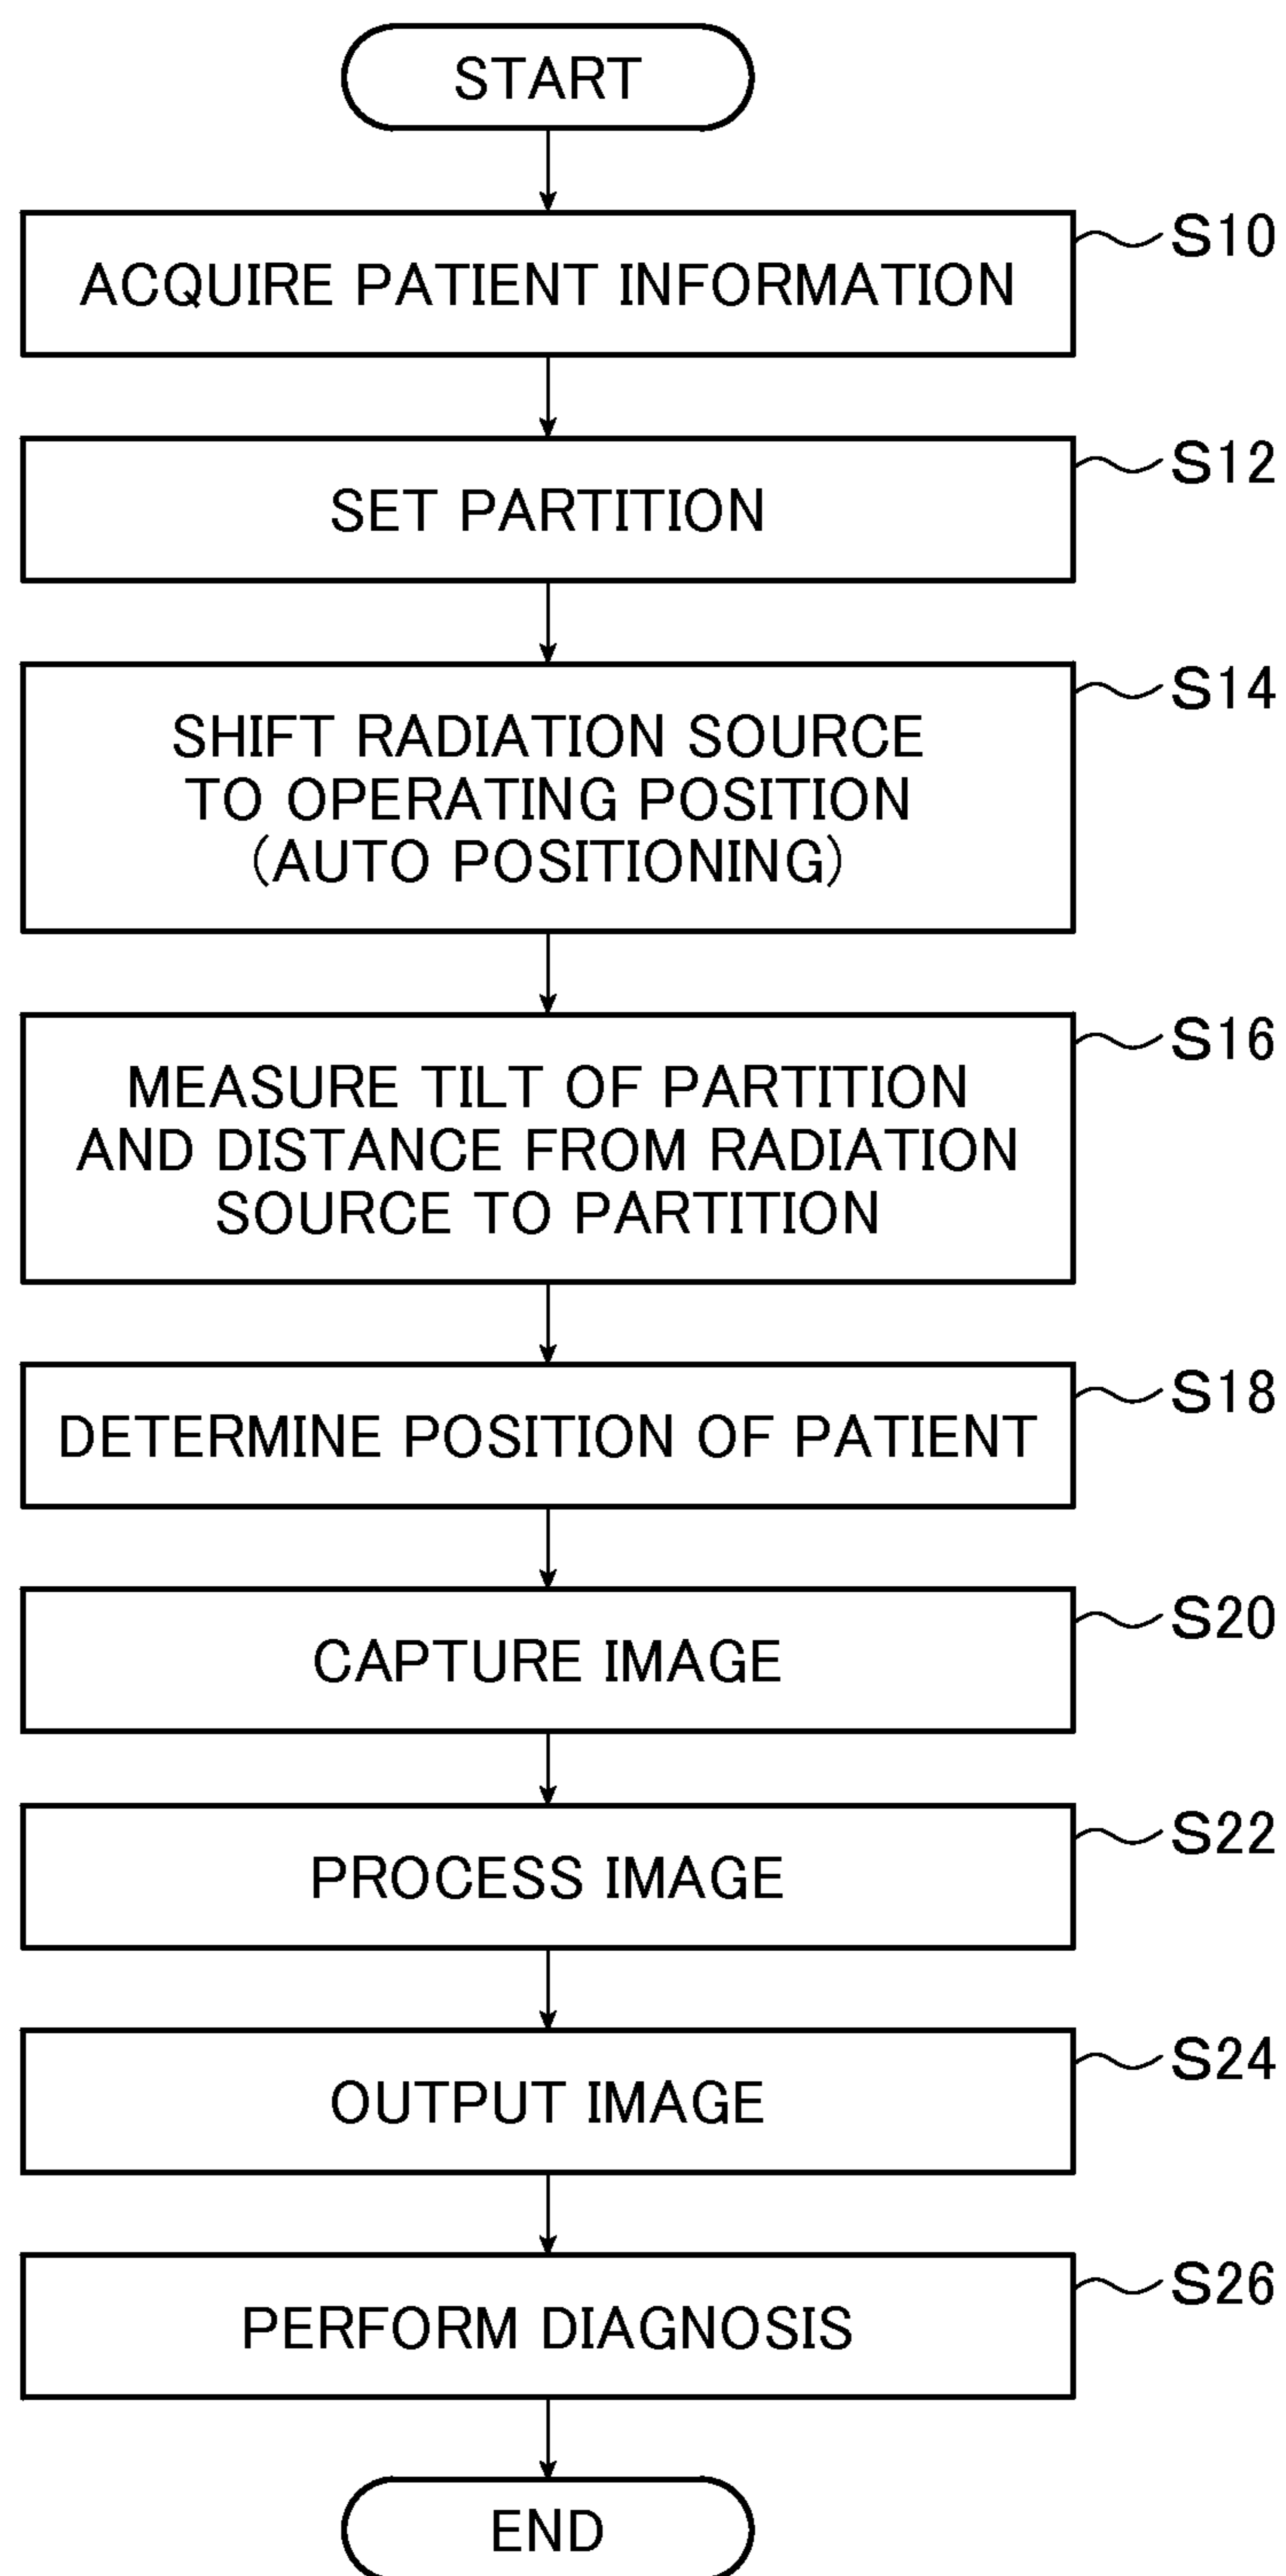 START
ACQUIRE PATIENT INFORMATION
S10
SET PARTITION
S12
SHIFT RADIATION SOURCE
TO OPERATING POSITION
(AUTO POSITIONING)
S14
MEASURE TILT OF PARTITION
AND DISTANCE FROM RADIATION
SOURCE TO PARTITION
S16
DETERMINE POSITION OF PATIENT
S18
CAPTURE IMAGE
S20
PROCESS IMAGE
S22
OUTPUT IMAGE
S24
PERFORM DIAGNOSIS
S26
END